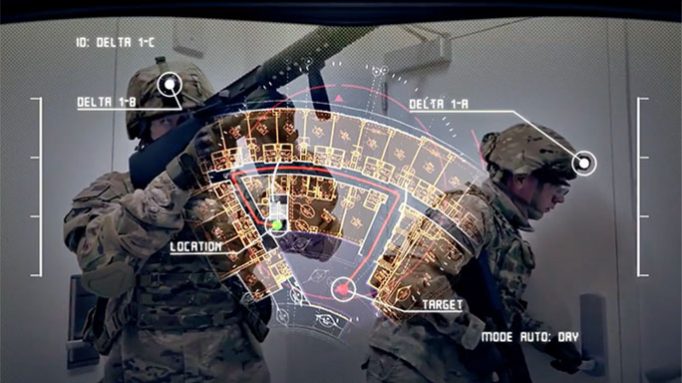 ID: DELTA 1-C
DELTA 1-B
DELTA 1-A
LOCATION
TARGET
MODE AUTO: DAY